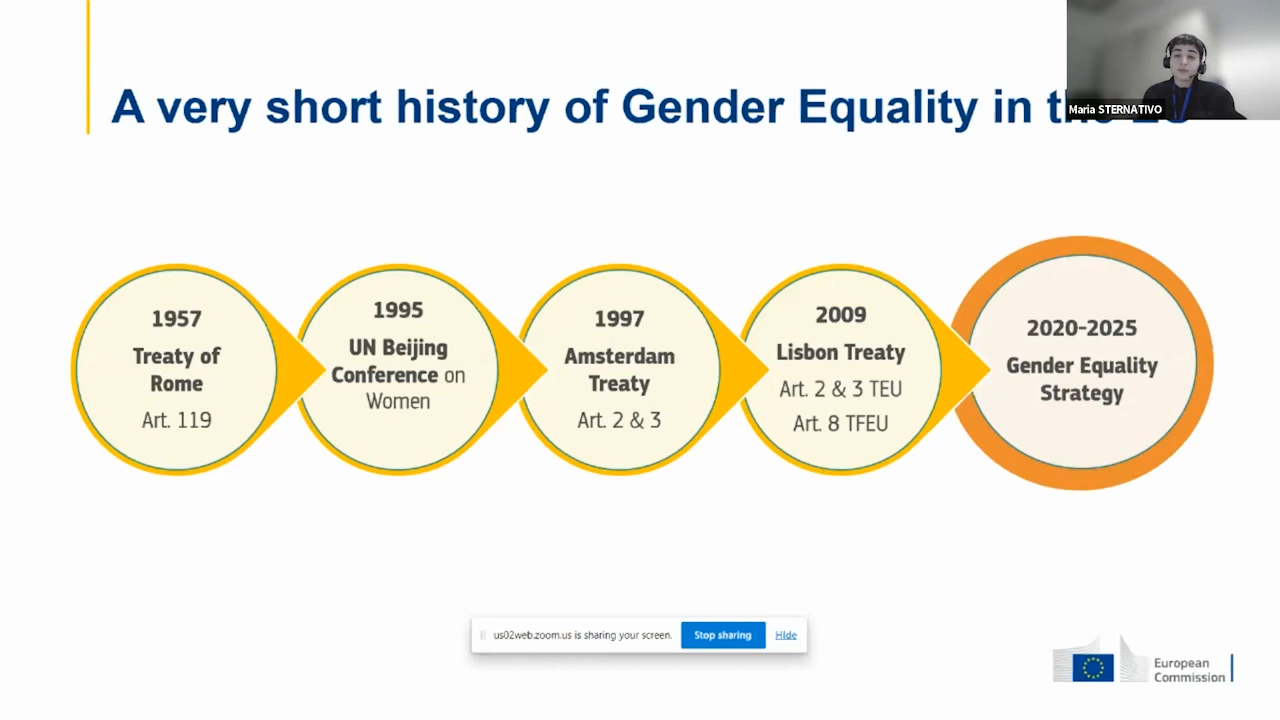 A very short history of Gender Equality in
Maria STERNATIVO
1957
Treaty of
Rome
Art. 119
1995
UN Beijing
Conference on
Women
1997
Amsterdam
Treaty
Art. 2 & 3
2009
Lisbon Treaty
Art. 2 & 3 TEU
Art. 8 TFEU
2020-2025
Gender Equality
Strategy
us02web.zoom.us is sharing your screen.
Stop sharing
Hide
European
Commission